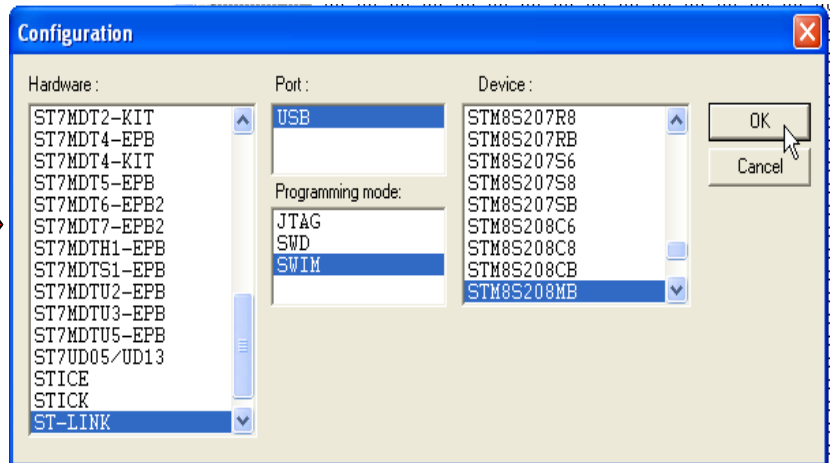 Configuration
Hardware :
ST7MDT2-KIT
ST7MDT4-EPB
ST7MDT4-KIT
ST7MDT5-EPB
ST7MDT6-EPB2
ST7MDT7-EPB2
ST7MDTH1-EPB
ST7MDTS1-EPB
ST7MDTU2-EPB
ST7MDTU3-EPB
ST7MDTU5-EPB
ST7UD05/UD13
STICE
STICK
ST-LINK
Port :
USB
Programming mode:
JTAG
SWD
SWIM
Device :
STM8S207R8
STM8S207RB
STM8S207S6
STM8S207S8
STM8S207SB
STM8S208C6
STM8S208C8
STM8S208CB
STM8S208MB
OK
Cancel